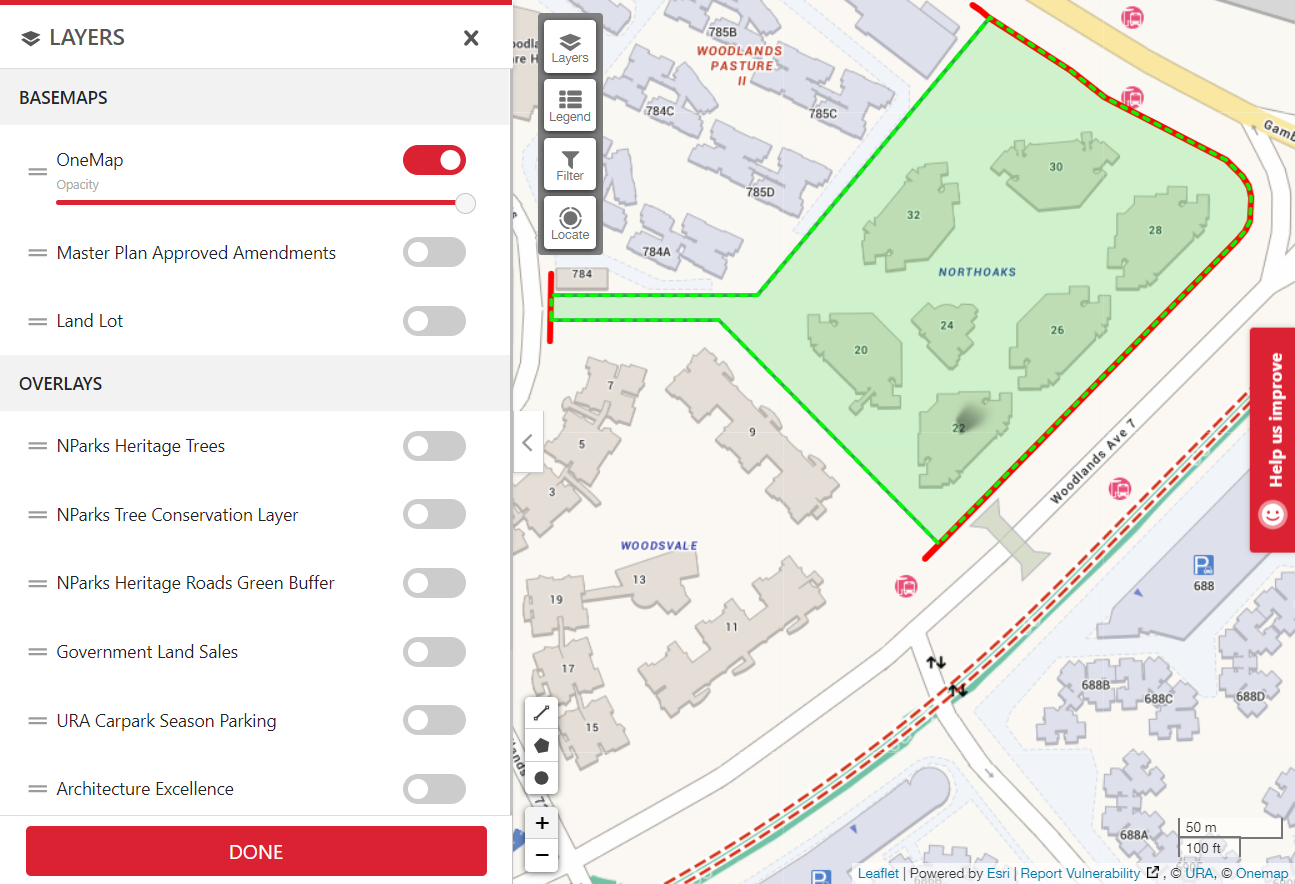 LAYERS
BASEMAPS
OneMap
Opacity
Master Plan Approved Amendments
Land Lot
OVERLAYS
NParks Heritage Trees
NParks Tree Conservation Layer
NParks Heritage Roads Green Buffer
Government Land Sales
URA Carpark Season Parking
Architecture Excellence
DONE
Layers
Legend
Filter
Locate
785B
WOODLANDS
PASTURE
II
784C
785C
785D
784A
784
30
32
28
NORTHOAKS
24
26
20
22
7
9
5
3
Woodlands Ave 7
WOODSVALE
13
19
11
17
15
P
688
688B
688C
688D
688A
P
Help us improve
+
−
50 m
100 ft
Leaflet | Powered by Esri | Report Vulnerability , © URA, © Onemap